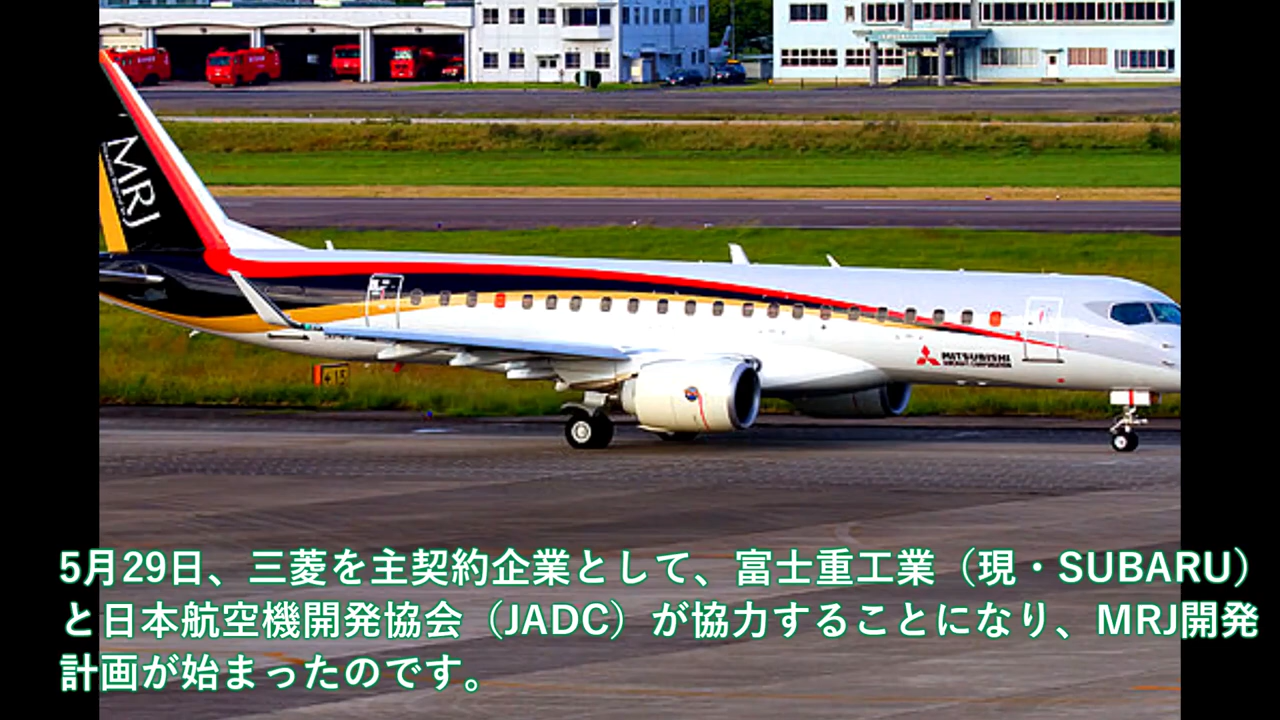 MRJ
MITSUBISHI
AIRCRAFT CORPORATION
5月29日、三菱を主契約企業として、富士重工業（現・SUBARU）
と日本航空機開発協会（JADC）が協力することになり、MRJ開発
計画が始まったのです。